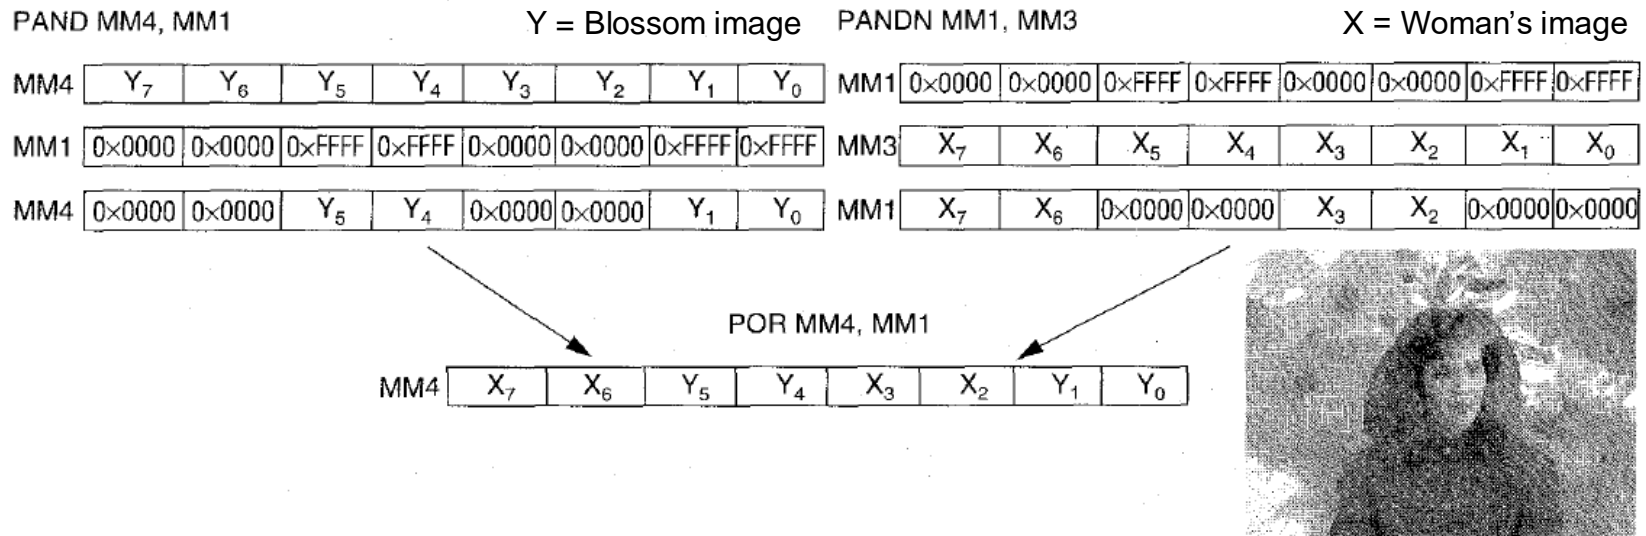 PAND MM4, MM1
Y = Blossom image
MM4 Y₇ Y₆ Y₅ Y₄ Y₃ Y₂ Y₁ Y₀
MM1 0×0000 0×0000 0×FFFF 0×FFFF 0×0000 0×0000 0×FFFF 0×FFFF
MM4 0×0000 0×0000 Y₅ Y₄ 0×0000 0×0000 Y₁ Y₀
PANDN MM1, MM3
X = Woman's image
MM1 0×0000 0×0000 0×FFFF 0×FFFF 0×0000 0×0000 0×FFFF 0×FFFF
MM3 X₇ X₆ X₅ X₄ X₃ X₂ X₁ X₀
MM1 X₇ X₆ 0×0000 0×0000 X₃ X₂ 0×0000 0×0000
POR MM4, MM1
MM4 X₇ X₆ Y₅ Y₄ X₃ X₂ Y₁ Y₀